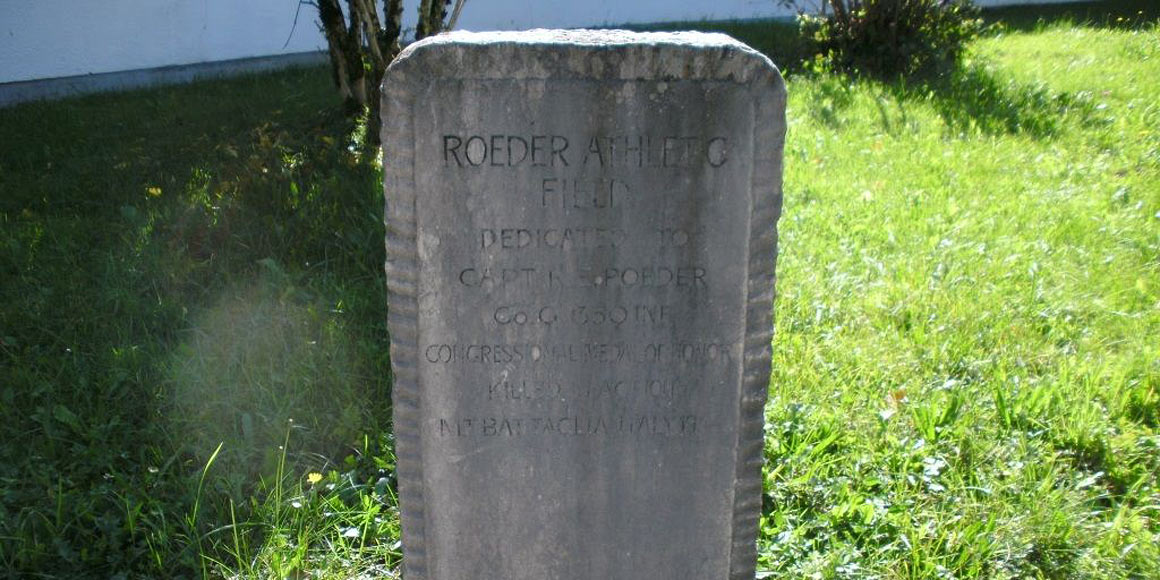 ROEDER ATHLETIC
FIELD
DEDICATED TO
CAPT. R. E. ROEDER
CO. G 350 INF
CONGRESSIONAL MEDAL OF HONOR
KILLED IN ACTION
MT BATTAGLIA ITALY